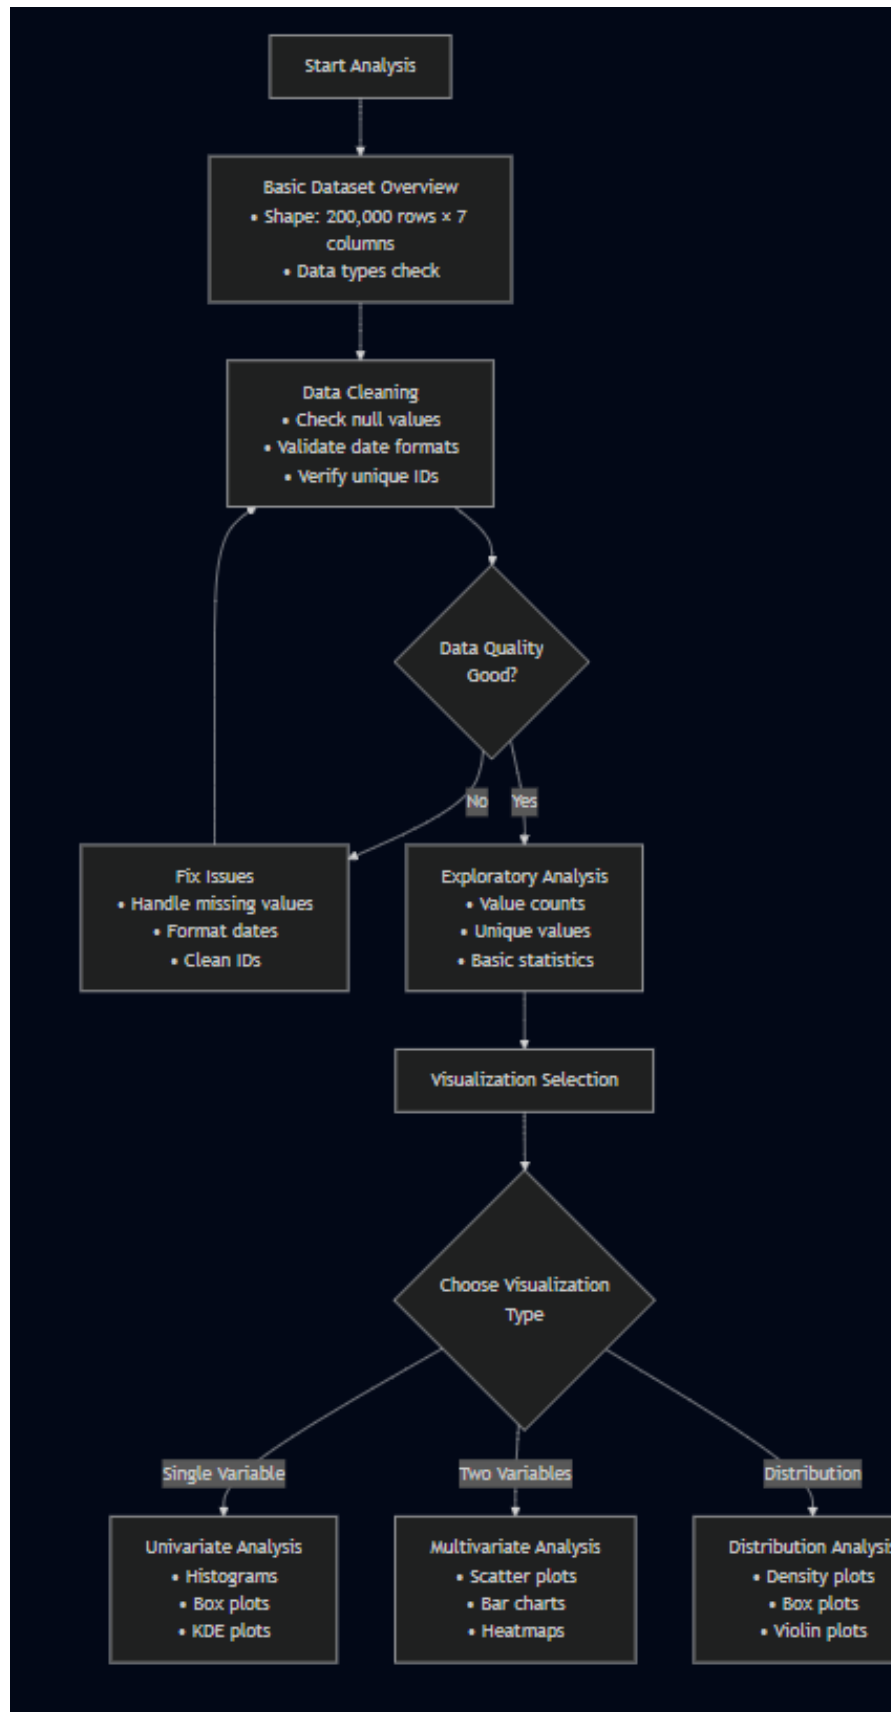 Start Analysis
Basic Dataset Overview
• Shape: 200,000 rows × 7
columns
• Data types check
Data Cleaning
• Check null values
• Validate date formats
• Verify unique IDs
Data Quality
Good?
No
Yes
Fix Issues
• Handle missing values
• Format dates
• Clean IDs
Exploratory Analysis
• Value counts
• Unique values
• Basic statistics
Visualization Selection
Choose Visualization
Type
Single Variable
Two Variables
Distribution
Univariate Analysis
• Histograms
• Box plots
• KDE plots
Multivariate Analysis
• Scatter plots
• Bar charts
• Heatmaps
Distribution Analysis
• Density plots
• Box plots
• Violin plots